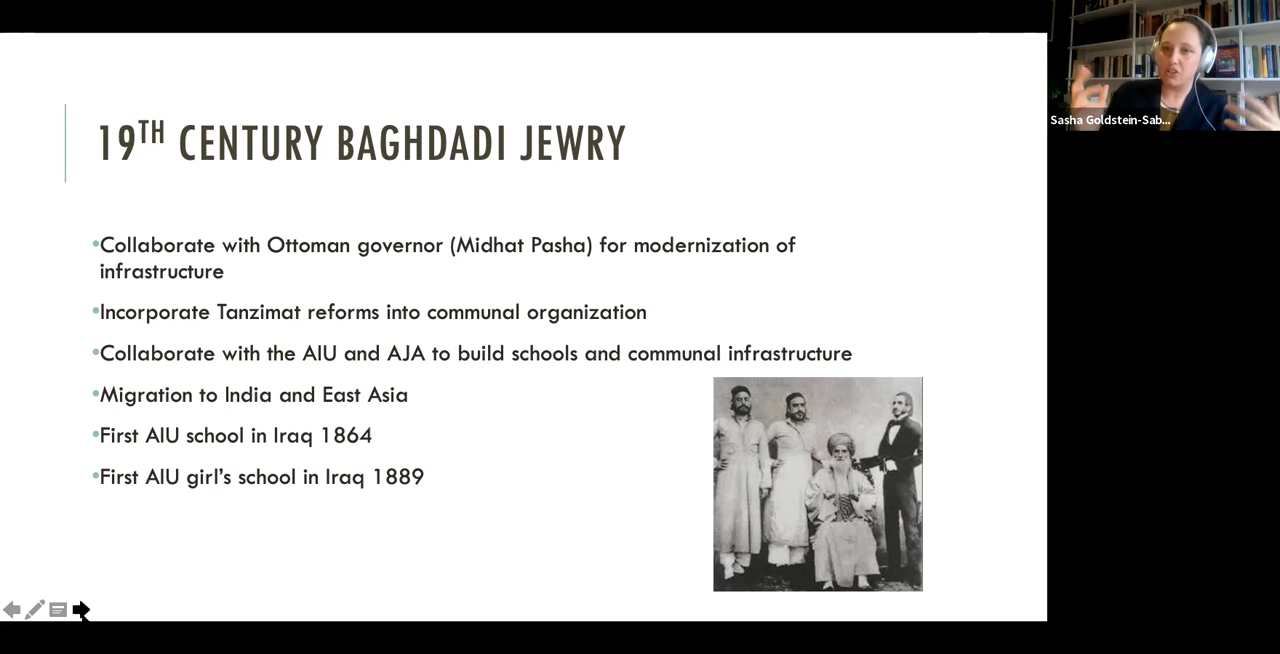 19TH CENTURY BAGHDADI JEWRY
•Collaborate with Ottoman governor (Midhat Pasha) for modernization of
infrastructure
•Incorporate Tanzimat reforms into communal organization
•Collaborate with the AIU and AJA to build schools and communal infrastructure
•Migration to India and East Asia
•First AIU school in Iraq 1864
•First AIU girl’s school in Iraq 1889
Sasha Goldstein-Sab...